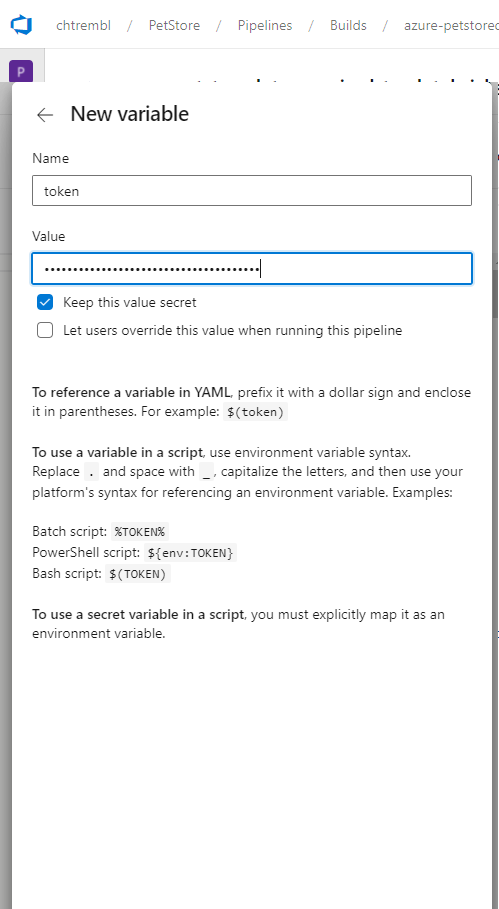 chtrembl / PetStore / Pipelines / Builds / azure-petstore
P
← New variable
Name
token
Value
•••••••••••••••••••••••••••••••••••••••
Keep this value secret
Let users override this value when running this pipeline
To reference a variable in YAML, prefix it with a dollar sign and enclose
it in parentheses. For example: $(token)
To use a variable in a script, use environment variable syntax.
Replace . and space with _, capitalize the letters, and then use your
platform's syntax for referencing an environment variable. Examples:
Batch script: %TOKEN%
PowerShell script: ${env:TOKEN}
Bash script: $(TOKEN)
To use a secret variable in a script, you must explicitly map it as an
environment variable.